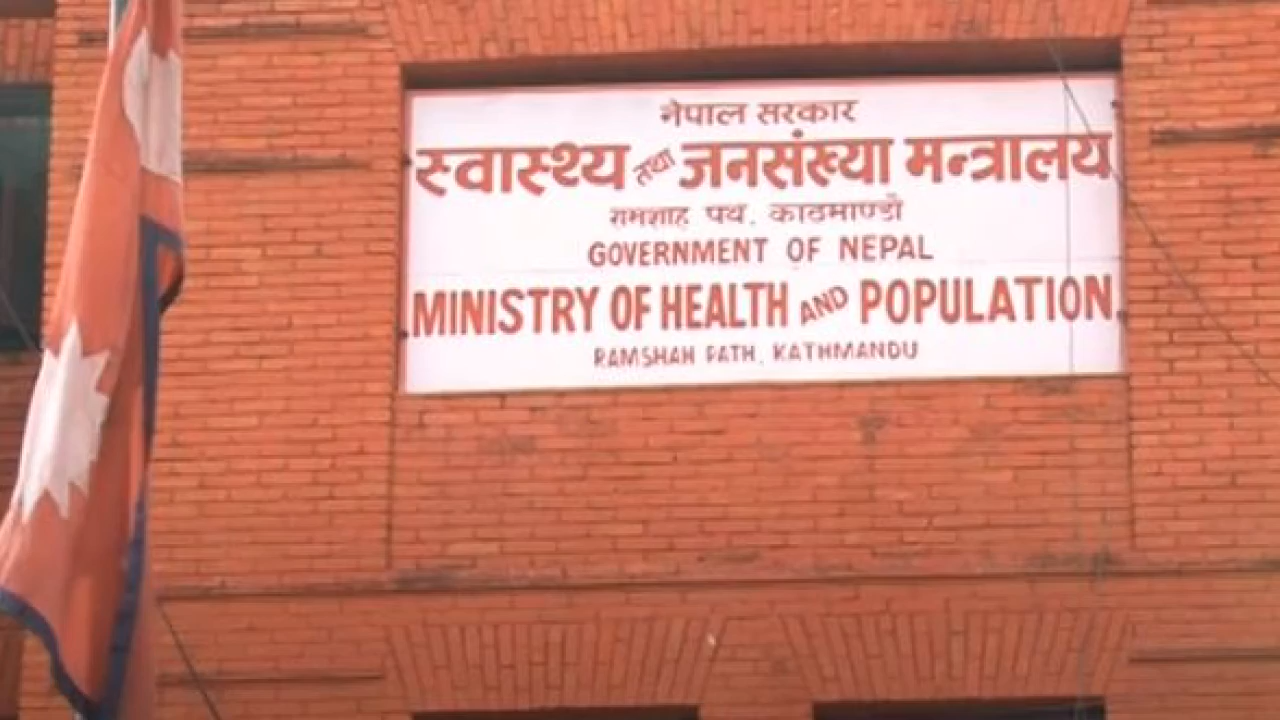 नेपाल सरकार
स्वास्थ्य तथा जनसंख्या मन्त्रालय
रामशाह पथ, काठमाण्डौ
GOVERNMENT OF NEPAL
MINISTRY OF HEALTH AND POPULATION
RAMSHAH PATH, KATHMANDU